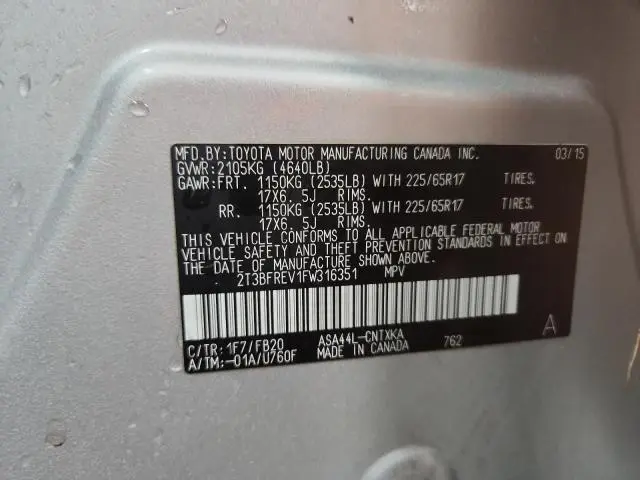 MFD.BY:TOYOTA MOTOR MANUFACTURING CANADA INC. 03/15
GVWR:2105KG (4640LB)
GAWR:FRT. 1150KG (2535LB) WITH 225/65R17 TIRES.
17X6. 5J RIMS.
RR. 1150KG (2535LB) WITH 225/65R17 TIRES.
17X6. 5J RIMS.
THIS VEHICLE CONFORMS TO ALL APPLICABLE FEDERAL MOTOR
VEHICLE SAFETY AND THEFT PREVENTION STANDARDS IN EFFECT ON
THE DATE OF MANUFACTURE SHOWN ABOVE.
2T3BFREV1FW316351 MPV
C/TR:1F7/FB20 ASA44L-CNTXKA 762 A
A/TM:-01A/U760F MADE IN CANADA